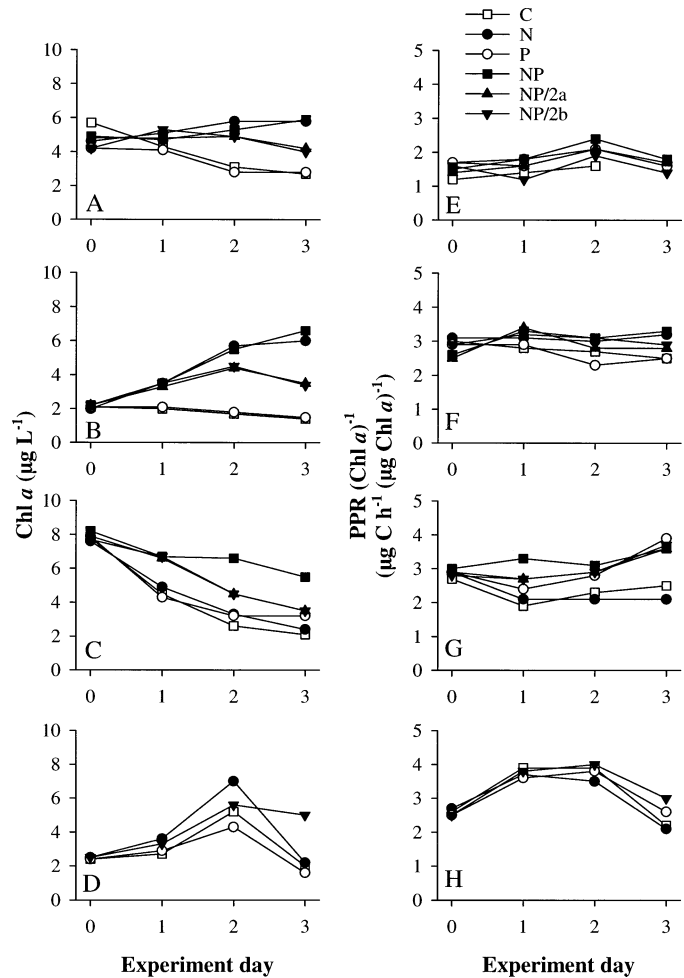 C
N
P
NP
NP/2a
NP/2b
10
8
6
4
2
0
A
0 1 2 3
5
4
3
2
1
0
E
0 1 2 3
10
8
6
4
2
0
B
0 1 2 3
5
4
3
2
1
0
F
0 1 2 3
Chl a (µg L⁻¹)
PPR (Chl a)⁻¹
(µg C h⁻¹ (µg Chl a)⁻¹)
10
8
6
4
2
0
C
0 1 2 3
5
4
3
2
1
0
G
0 1 2 3
10
8
6
4
2
0
D
0 1 2 3
5
4
3
2
1
0
H
0 1 2 3
Experiment day
Experiment day